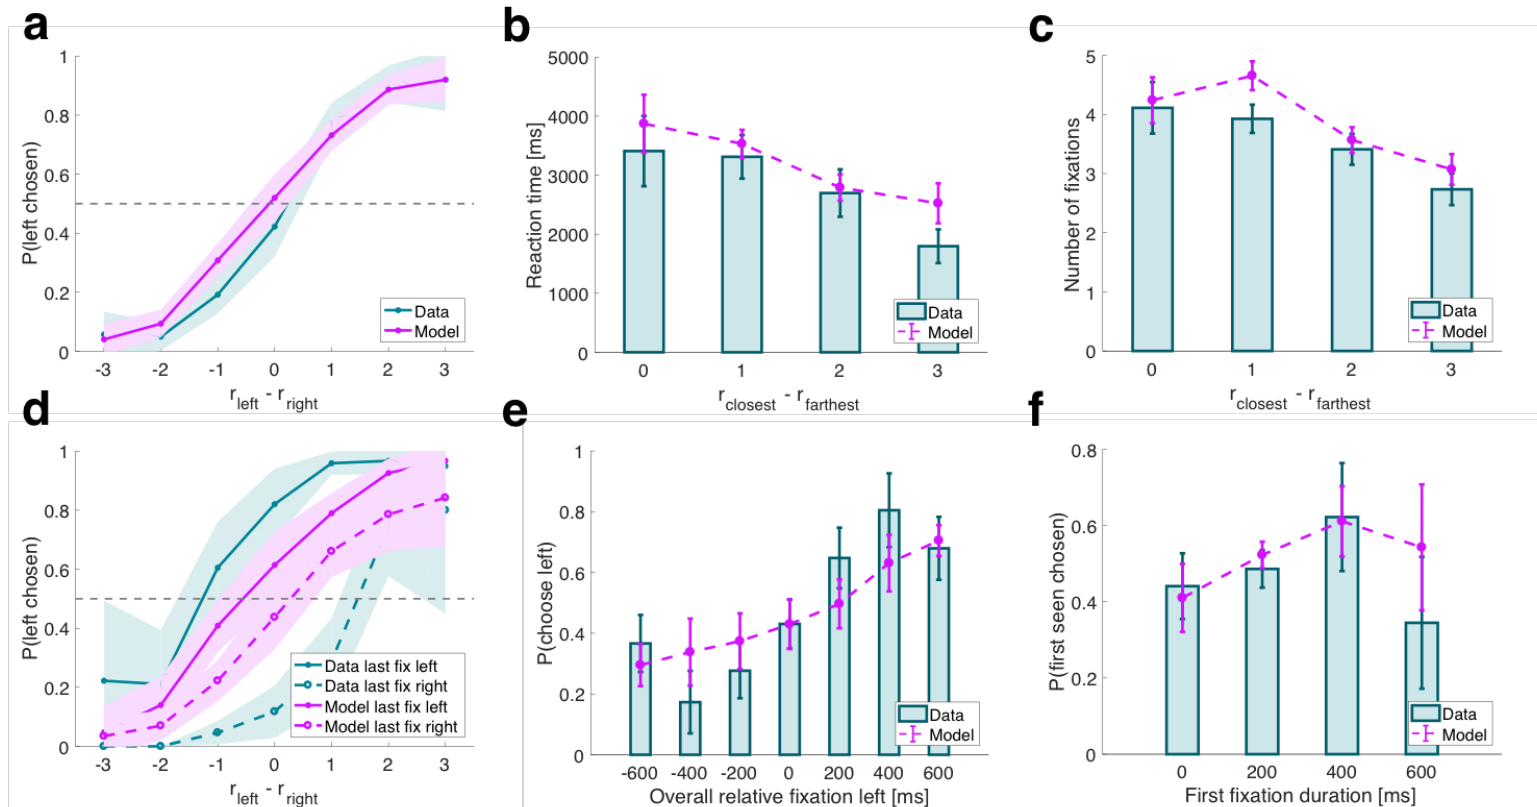 a
1
0.8
0.6
0.4
0.2
0
P(left chosen)
-3 -2 -1 0 1 2 3
r_left - r_right
Data
Model
b
5000
4000
3000
2000
1000
0
Reaction time [ms]
0 1 2 3
r_closest - r_farthest
Data
Model
c
5
4
3
2
1
0
Number of fixations
0 1 2 3
r_closest - r_farthest
Data
Model
d
1
0.8
0.6
0.4
0.2
0
P(left chosen)
-3 -2 -1 0 1 2 3
r_left - r_right
Data last fix left
Data last fix right
Model last fix left
Model last fix right
e
1
0.8
0.6
0.4
0.2
0
P(choose left)
-600 -400 -200 0 200 400 600
Overall relative fixation left [ms]
Data
Model
f
0.8
0.6
0.4
0.2
0
P(first seen chosen)
0 200 400 600
First fixation duration [ms]
Data
Model